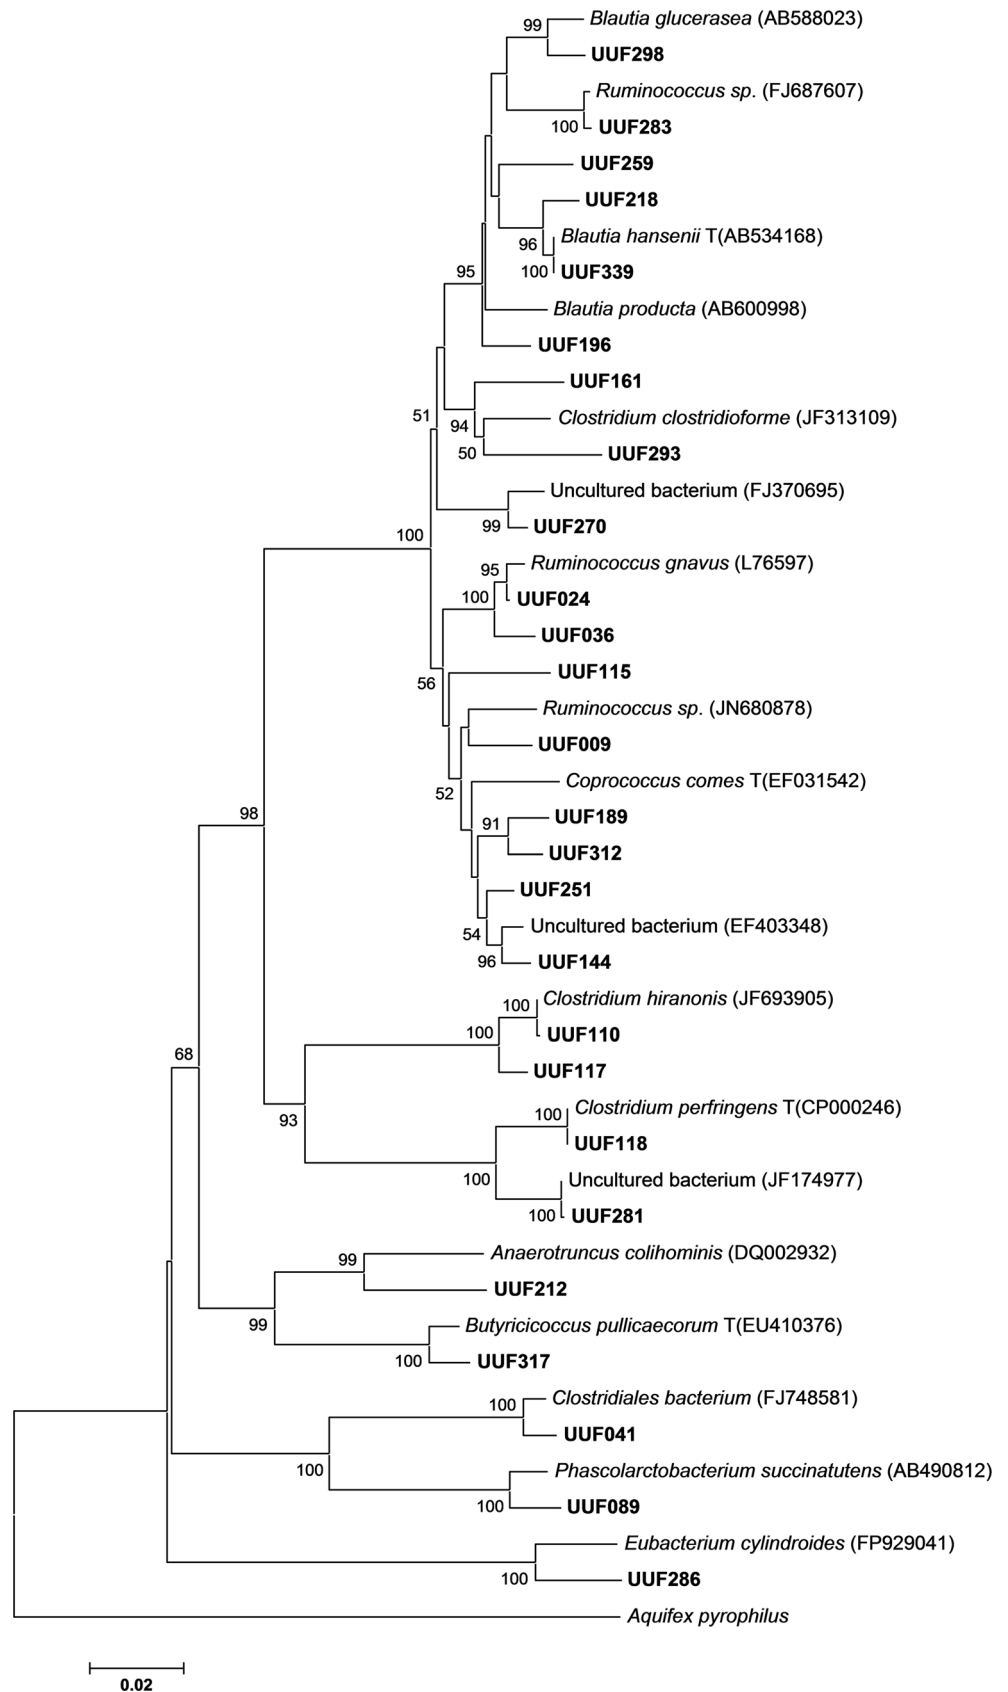 Blautia glucerasea (AB588023)
99
UUF298
Ruminococcus sp. (FJ687607)
100
UUF283
UUF259
UUF218
Blautia hansenii T(AB534168)
96
100
UUF339
95
Blautia producta (AB600998)
UUF196
UUF161
51
Clostridium clostridioforme (JF313109)
94
50
UUF293
Uncultured bacterium (FJ370695)
99
UUF270
100
Ruminococcus gnavus (L76597)
95
100
UUF024
UUF036
UUF115
56
Ruminococcus sp. (JN680878)
UUF009
Coprococcus comes T(EF031542)
52
98
91
UUF189
UUF312
UUF251
Uncultured bacterium (EF403348)
54
96
UUF144
Clostridium hiranonis (JF693905)
100
100
UUF110
68
UUF117
Clostridium perfringens T(CP000246)
100
93
UUF118
Uncultured bacterium (JF174977)
100
100
UUF281
Anaerotruncus colihominis (DQ002932)
99
UUF212
99
Butyricicoccus pullicaecorum T(EU410376)
100
UUF317
Clostridiales bacterium (FJ748581)
100
UUF041
100
Phascolarctobacterium succinatutens (AB490812)
100
UUF089
Eubacterium cylindroides (FP929041)
100
UUF286
Aquifex pyrophilus
0.02